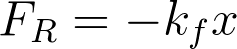 F_R = -k_f x